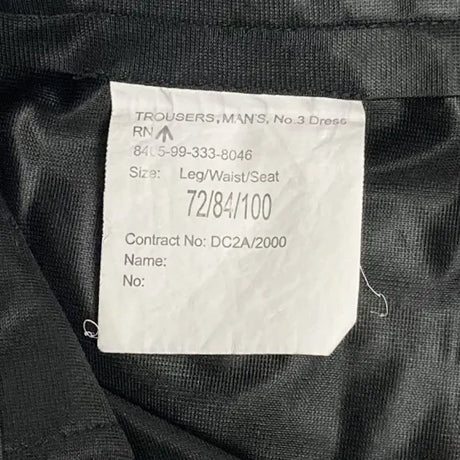 TROUSERS, MAN'S, No.3 Dress
RN
8405-99-333-8046
Size: Leg/Waist/Seat
72/84/100
Contract No: DC2A/2000
Name:
No: